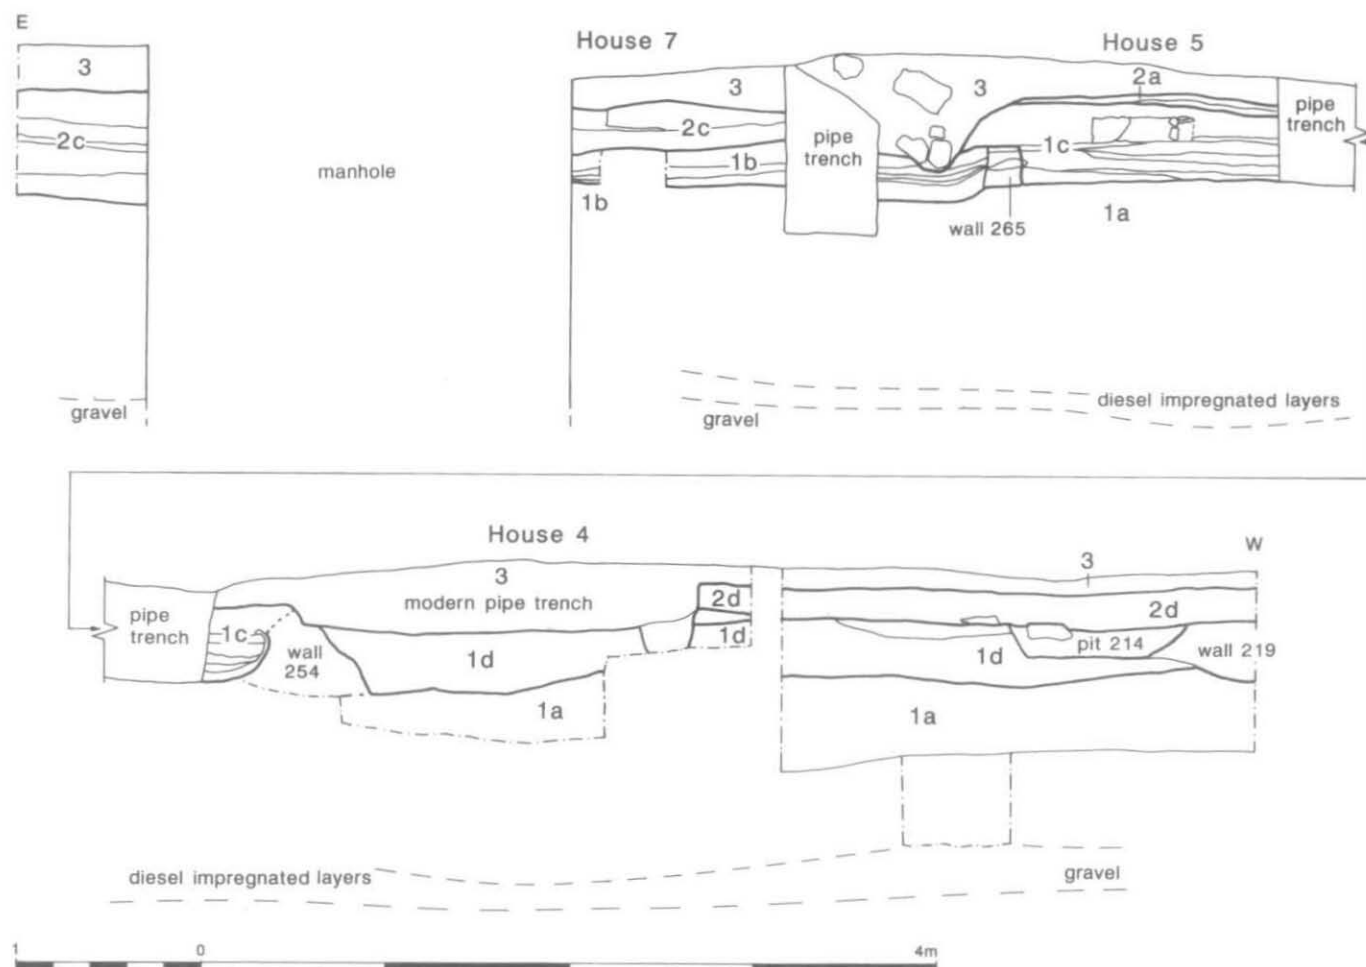 E
House 7
House 5
3
3
3
2a
2c
2c
pipe
trench
pipe
trench
manhole
1b
1c
1b
1a
wall 265
gravel
gravel
diesel impregnated layers
House 4
W
3
3
modern pipe trench
2d
2d
pipe
trench
1c
1d
wall
254
1d
1d
pit 214
wall 219
1a
1a
diesel impregnated layers
gravel
1
0
4m